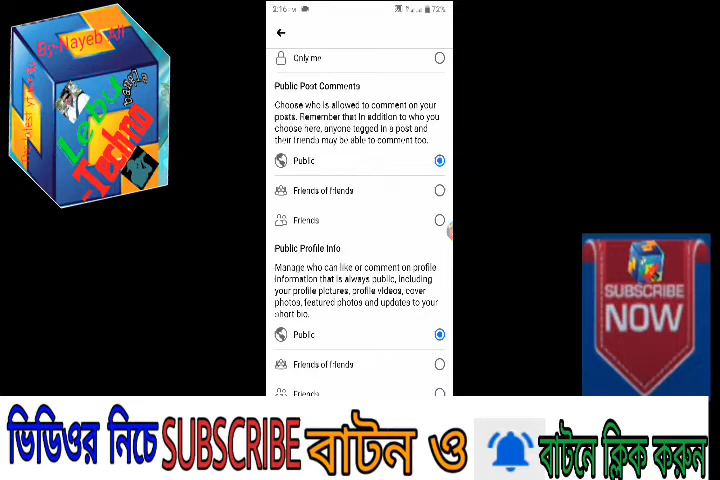 By-Nayeb Ali
Lebu
-Techno
2:16 PM
72%
Only me
Public Post Comments
Choose who is allowed to comment on your
posts. Remember that in addition to who you
choose here, anyone tagged in a post and
their friends may be able to comment too.
Public
Friends of friends
Friends
Public Profile Info
Manage who can like or comment on profile
information that is always public, including
your profile pictures, profile videos, cover
photos, featured photos and updates to your
short bio.
Public
Friends of friends
Friends
SUBSCRIBE
NOW
ভিডিওর নিচে SUBSCRIBE বাটন ও বাটনে ক্লিক করুন